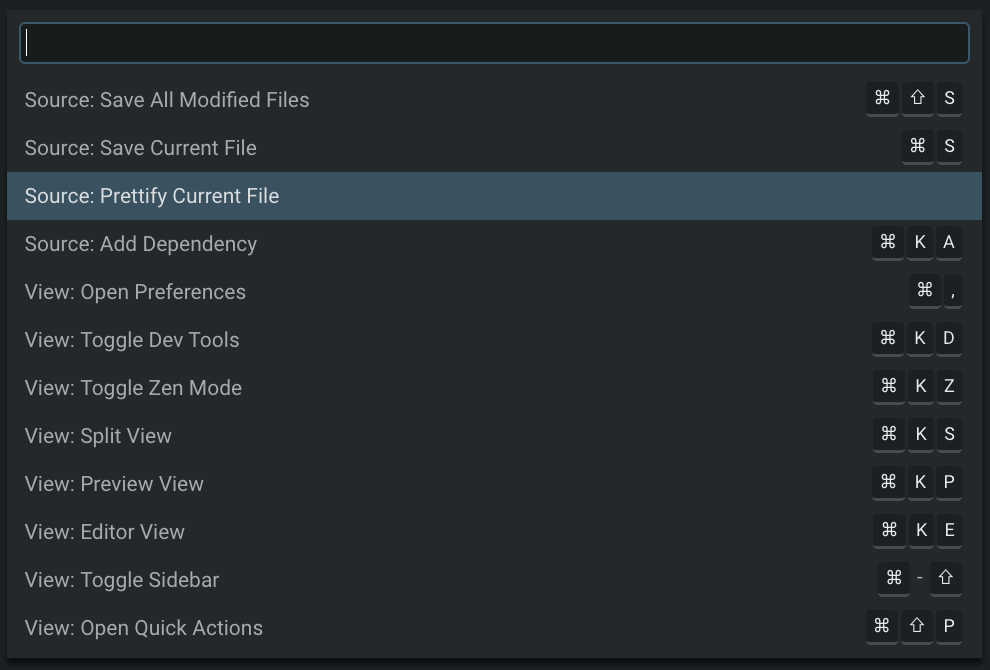 Source: Save All Modified Files ⌘ ⇧ S
Source: Save Current File ⌘ S
Source: Prettify Current File
Source: Add Dependency ⌘ K A
View: Open Preferences ⌘ ,
View: Toggle Dev Tools ⌘ K D
View: Toggle Zen Mode ⌘ K Z
View: Split View ⌘ K S
View: Preview View ⌘ K P
View: Editor View ⌘ K E
View: Toggle Sidebar ⌘ - ⇧
View: Open Quick Actions ⌘ ⇧ P